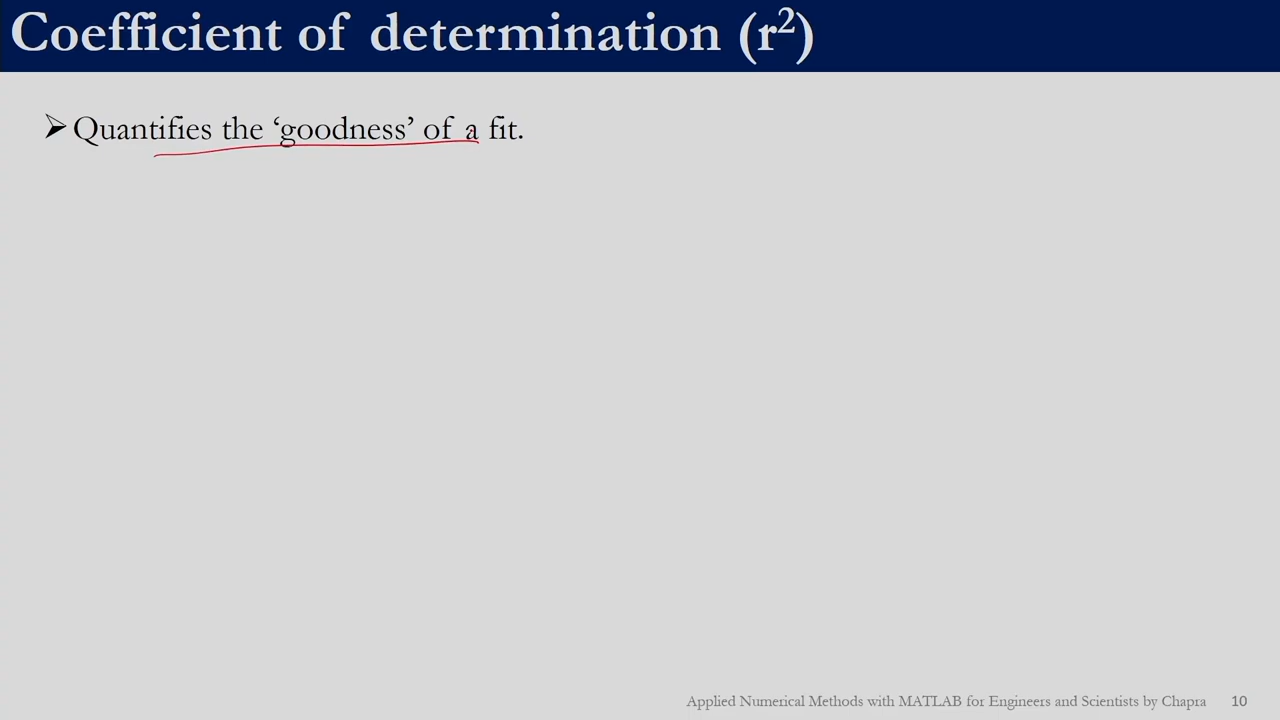 Coefficient of determination (r²)
➢ Quantifies the ‘goodness’ of a fit.
Applied Numerical Methods with MATLAB for Engineers and Scientists by Chapra 10